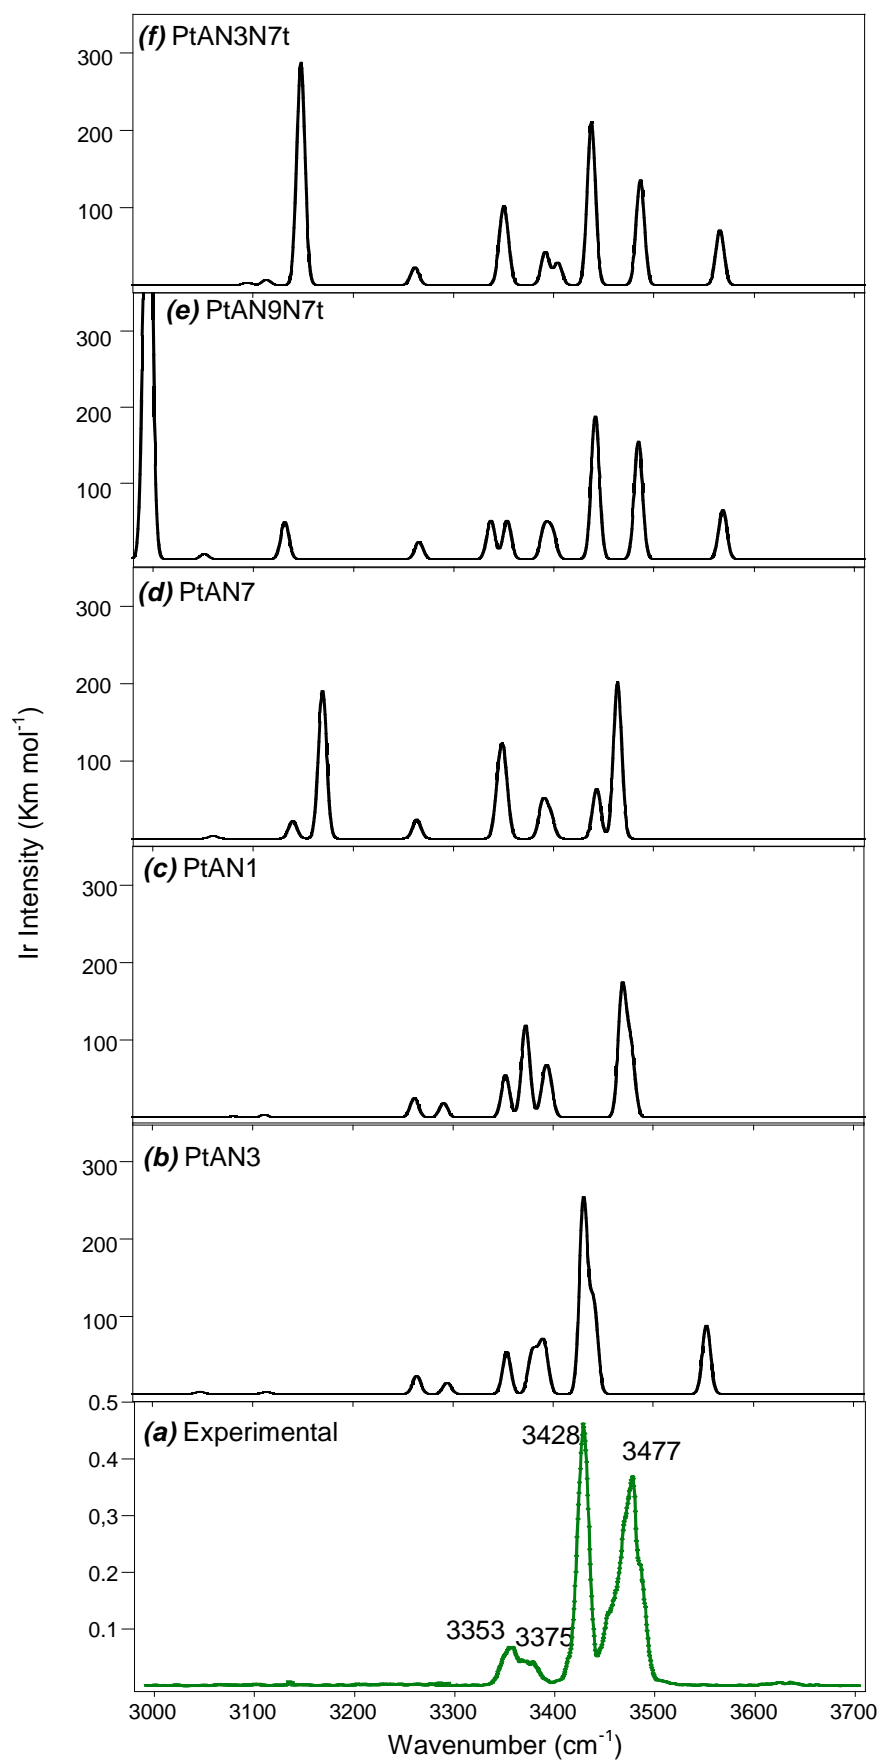 (f) PtAN3N7t
300
200
100
(e) PtAN9N7t
300
200
100
(d) PtAN7
300
200
100
Ir Intensity (Km mol-1)
(c) PtAN1
300
200
100
(b) PtAN3
300
200
100
0.5
(a) Experimental
3428
3477
0.4
0,3
0.2
3353
3375
0.1
3000 3100 3200 3300 3400 3500 3600 3700
Wavenumber (cm-1)